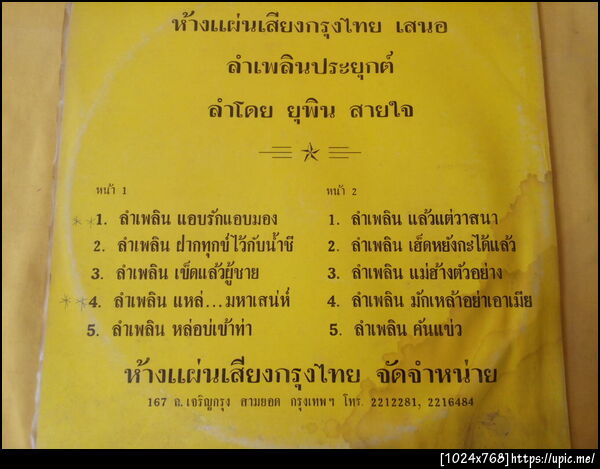 ห้างแผ่นเสียงกรุงไทย เสนอ
ลำเพลินประยุกต์
ลำโดย ยุพิน สายใจ
หน้า 1
1. ลำเพลิน แอบรักแอบมอง
2. ลำเพลิน ฝากทุกข์ไว้กับน้ำชี
3. ลำเพลิน เข็ดแล้วผู้ชาย
4. ลำเพลิน แหล่...มหาเสน่ห์
5. ลำเพลิน หล่อบ่เข้าท่า
หน้า 2
1. ลำเพลิน แล้วแต่วาสนา
2. ลำเพลิน เฮ็ดหยังกะได้แล้ว
3. ลำเพลิน แม่ฮ้างตัวอย่าง
4. ลำเพลิน มักเหล้าอย่าเอาเมีย
5. ลำเพลิน คันแข่ว
ห้างแผ่นเสียงกรุงไทย จัดจำหน่าย
167 ถ.เจริญกรุง สามยอด กรุงเทพฯ โทร. 2212281, 2216484
[1024x768]https://upic.me/